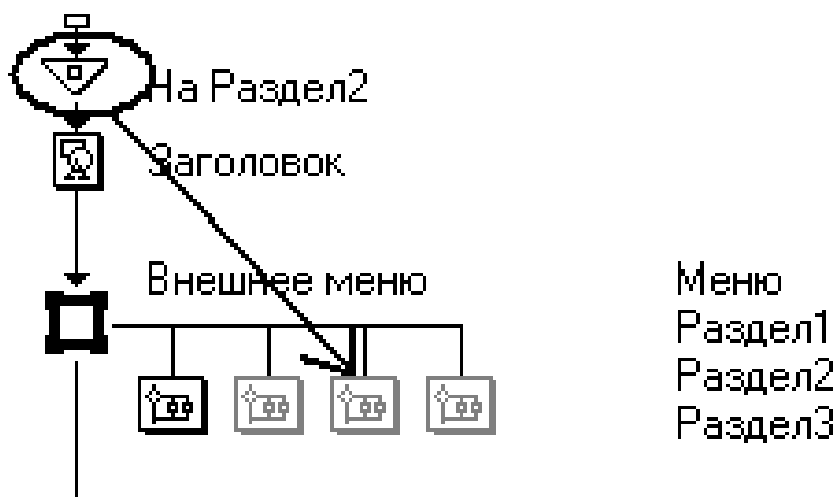 На Раздел2
Заголовок
Внешнее меню
Меню
Раздел1
Раздел2
Раздел3